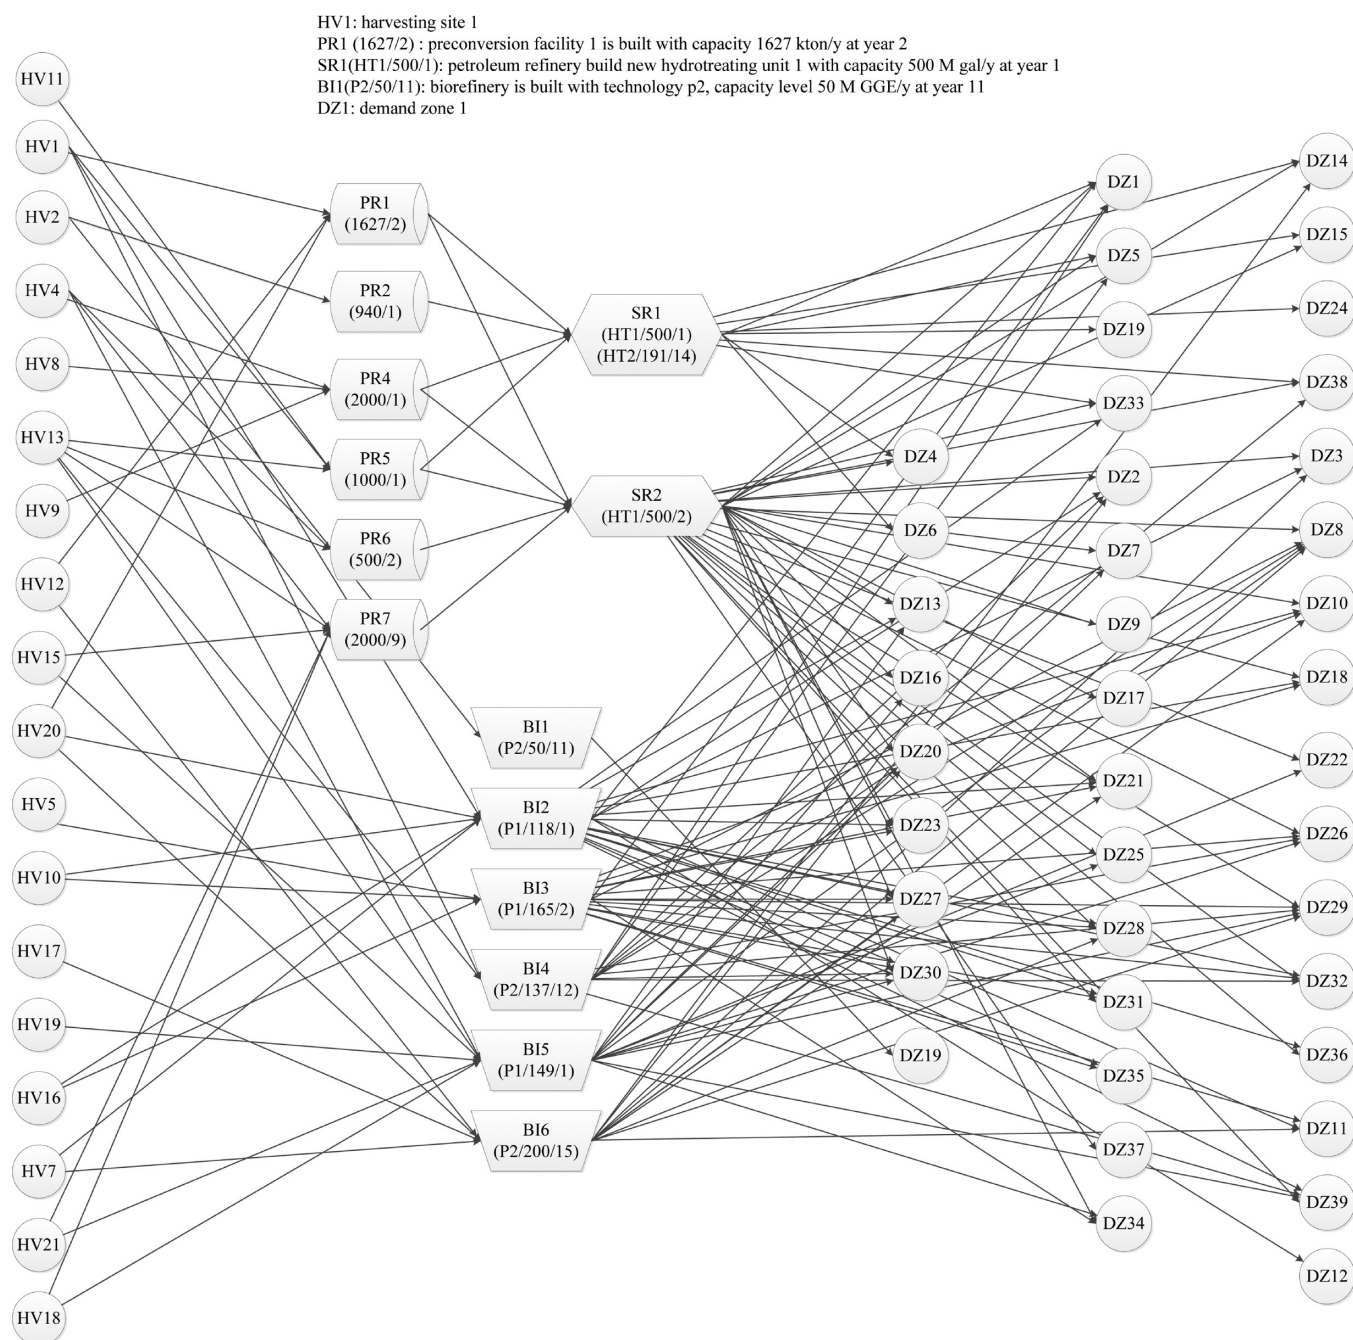 HV1: harvesting site 1
PR1 (1627/2) : preconversion facility 1 is built with capacity 1627 kton/y at year 2
SR1(HT1/500/1): petroleum refinery build new hydrotreating unit 1 with capacity 500 M gal/y at year 1
BI1(P2/50/11): biorefinery is built with technology p2, capacity level 50 M GGE/y at year 11
DZ1: demand zone 1
HV11
HV1
HV2
HV4
HV8
HV13
HV9
HV12
HV15
HV20
HV5
HV10
HV17
HV19
HV16
HV7
HV21
HV18
PR1
(1627/2)
PR2
(940/1)
PR4
(2000/1)
PR5
(1000/1)
PR6
(500/2)
PR7
(2000/9)
BI1
(P2/50/11)
BI2
(P1/118/1)
BI3
(P1/165/2)
BI4
(P2/137/12)
BI5
(P1/149/1)
BI6
(P2/200/15)
SR1
(HT1/500/1)
(HT2/191/14)
SR2
(HT1/500/2)
DZ4
DZ6
DZ13
DZ16
DZ20
DZ23
DZ27
DZ30
DZ19
DZ1
DZ5
DZ19
DZ33
DZ2
DZ7
DZ9
DZ17
DZ21
DZ25
DZ28
DZ31
DZ35
DZ37
DZ34
DZ14
DZ15
DZ24
DZ38
DZ3
DZ8
DZ10
DZ18
DZ22
DZ26
DZ29
DZ32
DZ36
DZ11
DZ39
DZ12